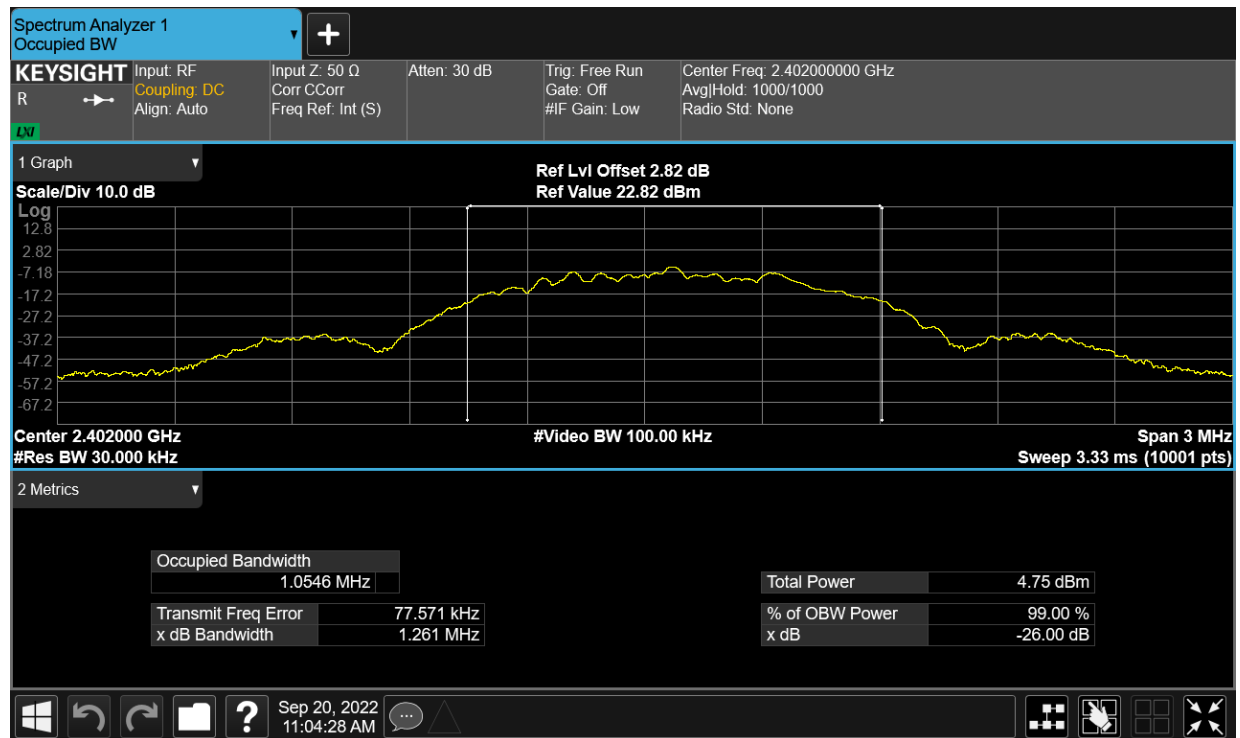 Spectrum Analyzer 1
Occupied BW
+
KEYSIGHT
R
LXI
Input: RF
Coupling: DC
Align: Auto
Input Z: 50 Ω
Corr CCorr
Freq Ref: Int (S)
Atten: 30 dB
Trig: Free Run
Gate: Off
#IF Gain: Low
Center Freq: 2.402000000 GHz
Avg|Hold: 1000/1000
Radio Std: None
1 Graph
Scale/Div 10.0 dB
Ref Lvl Offset 2.82 dB
Ref Value 22.82 dBm
Log
12.8
2.82
-7.18
-17.2
-27.2
-37.2
-47.2
-57.2
-67.2
Center 2.402000 GHz
#Video BW 100.00 kHz
Span 3 MHz
#Res BW 30.000 kHz
Sweep 3.33 ms (10001 pts)
2 Metrics
Occupied Bandwidth
1.0546 MHz
Total Power 4.75 dBm
Transmit Freq Error 77.571 kHz
% of OBW Power 99.00 %
x dB Bandwidth 1.261 MHz
x dB -26.00 dB
?
Sep 20, 2022
11:04:28 AM